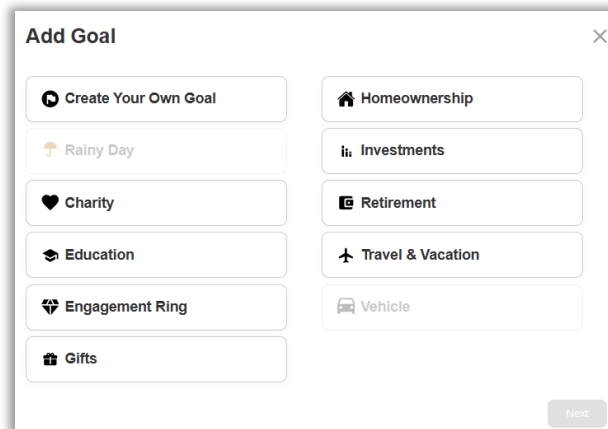 Add Goal
Create Your Own Goal
Rainy Day
Charity
Education
Engagement Ring
Gifts
Homeownership
Investments
Retirement
Travel & Vacation
Vehicle
Next